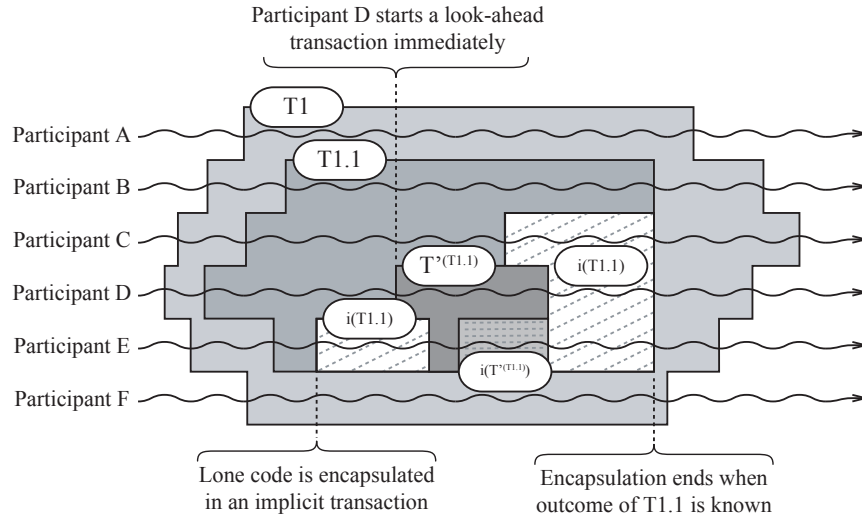 Participant D starts a look-ahead
transaction immediately
T1
Participant A
T1.1
Participant B
Participant C
T’(T1.1)
i(T1.1)
Participant D
i(T1.1)
Participant E
i(T’(T1.1))
Participant F
Lone code is encapsulated
in an implicit transaction
Encapsulation ends when
outcome of T1.1 is known